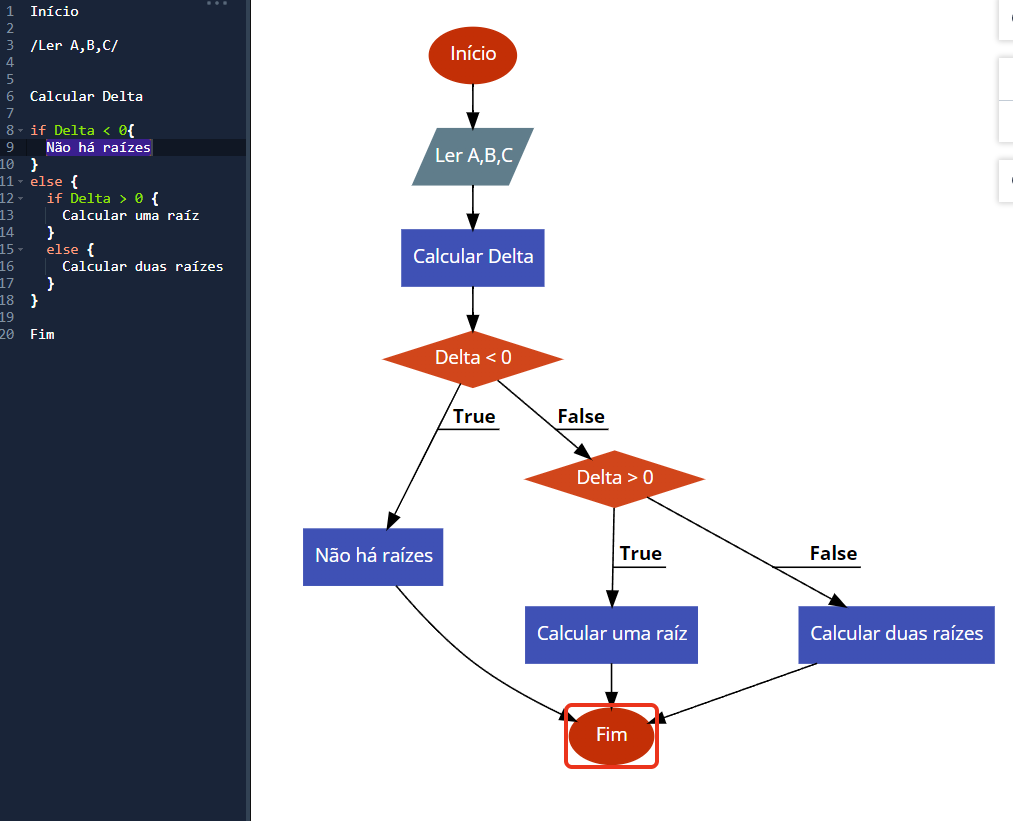 1 Início
2
3 /Ler A,B,C/
4
5
6 Calcular Delta
7
8 if Delta < 0{
9 Não há raízes
10 }
11 else {
12 if Delta > 0 {
13 Calcular uma raíz
14 }
15 else {
16 Calcular duas raízes
17 }
18 }
19
20 Fim
Início
Ler A,B,C
Calcular Delta
Delta < 0
True
False
Delta > 0
Não há raízes
True
False
Calcular uma raíz
Calcular duas raízes
Fim